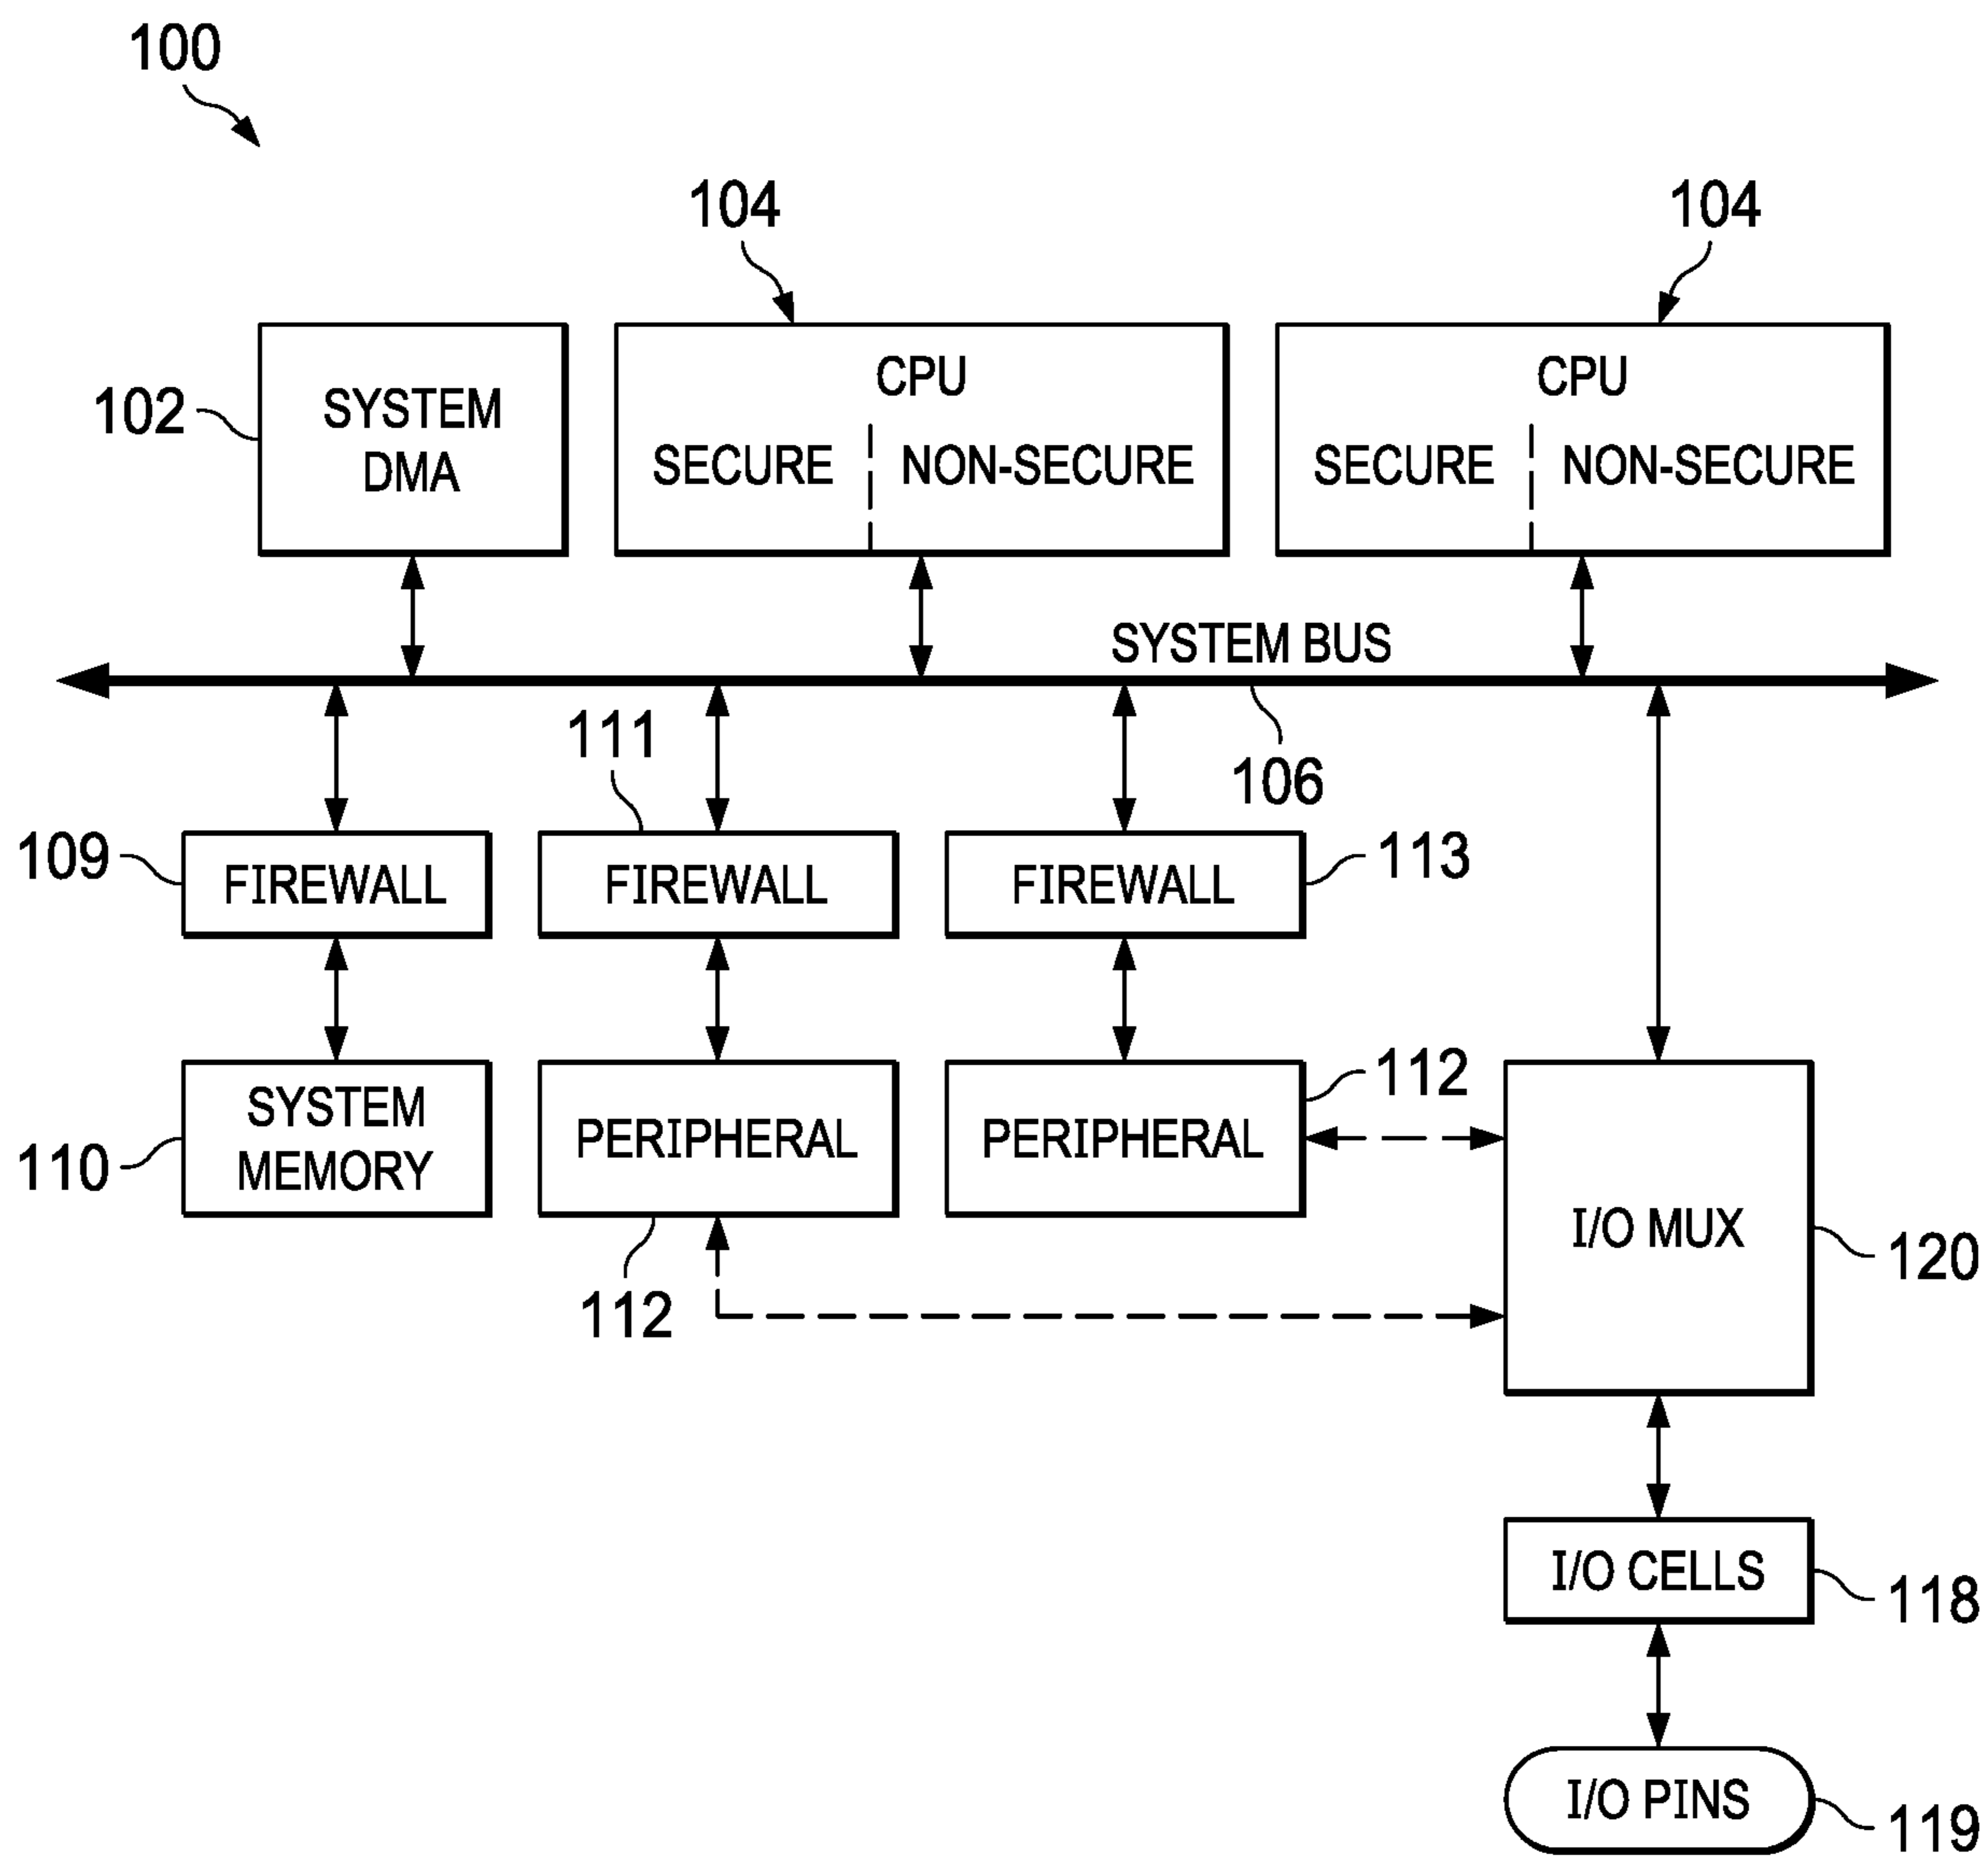 100
104
104
102
SYSTEM
DMA
CPU
SECURE
NON-SECURE
CPU
SECURE
NON-SECURE
SYSTEM BUS
106
111
109
FIREWALL
FIREWALL
FIREWALL
113
110
SYSTEM
MEMORY
PERIPHERAL
112
PERIPHERAL
112
I/O MUX
120
I/O CELLS
118
I/O PINS
119